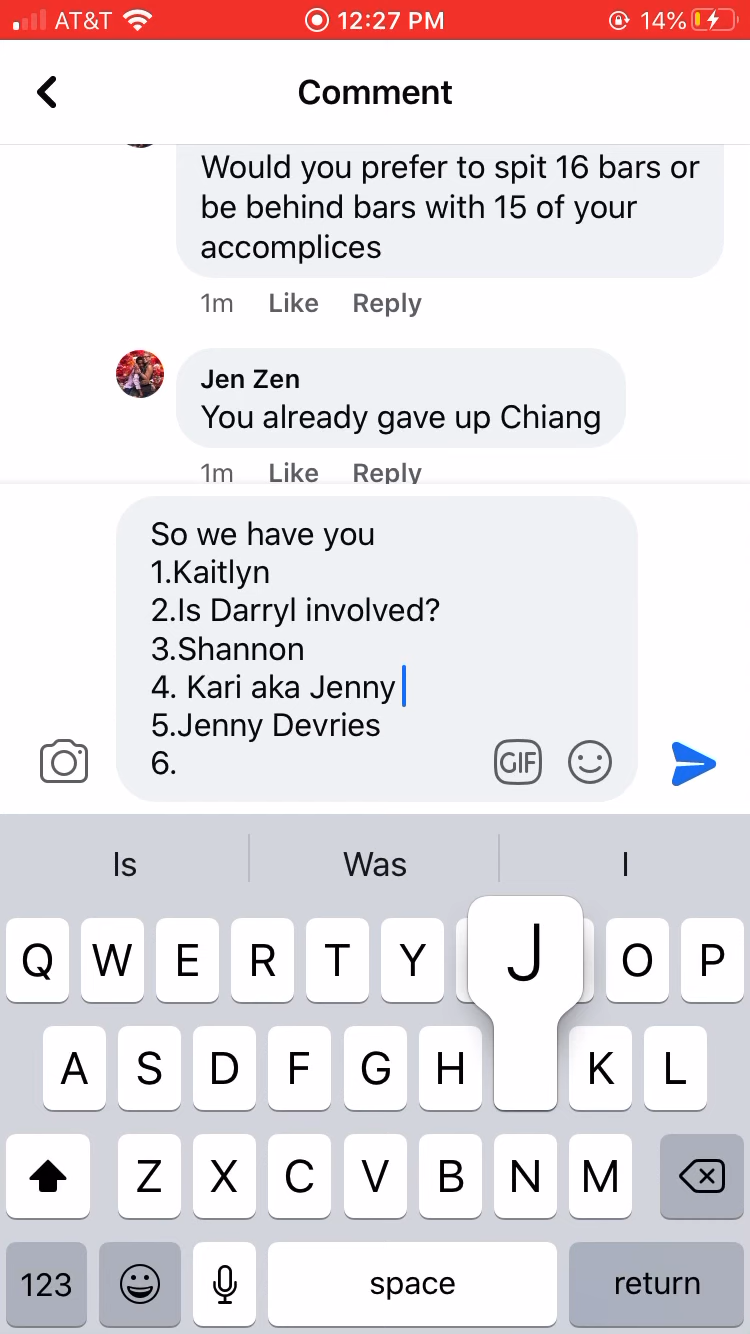 AT&T 12:27 PM 14%
Comment
Would you prefer to spit 16 bars or
be behind bars with 15 of your
accomplices
1m Like Reply
Jen Zen
You already gave up Chiang
1m Like Reply
So we have you
1.Kaitlyn
2.Is Darryl involved?
3.Shannon
4. Kari aka Jenny
5.Jenny Devries
6.
GIF
Is Was I
Q W E R T Y J O P
A S D F G H K L
Z X C V B N M
123 space return